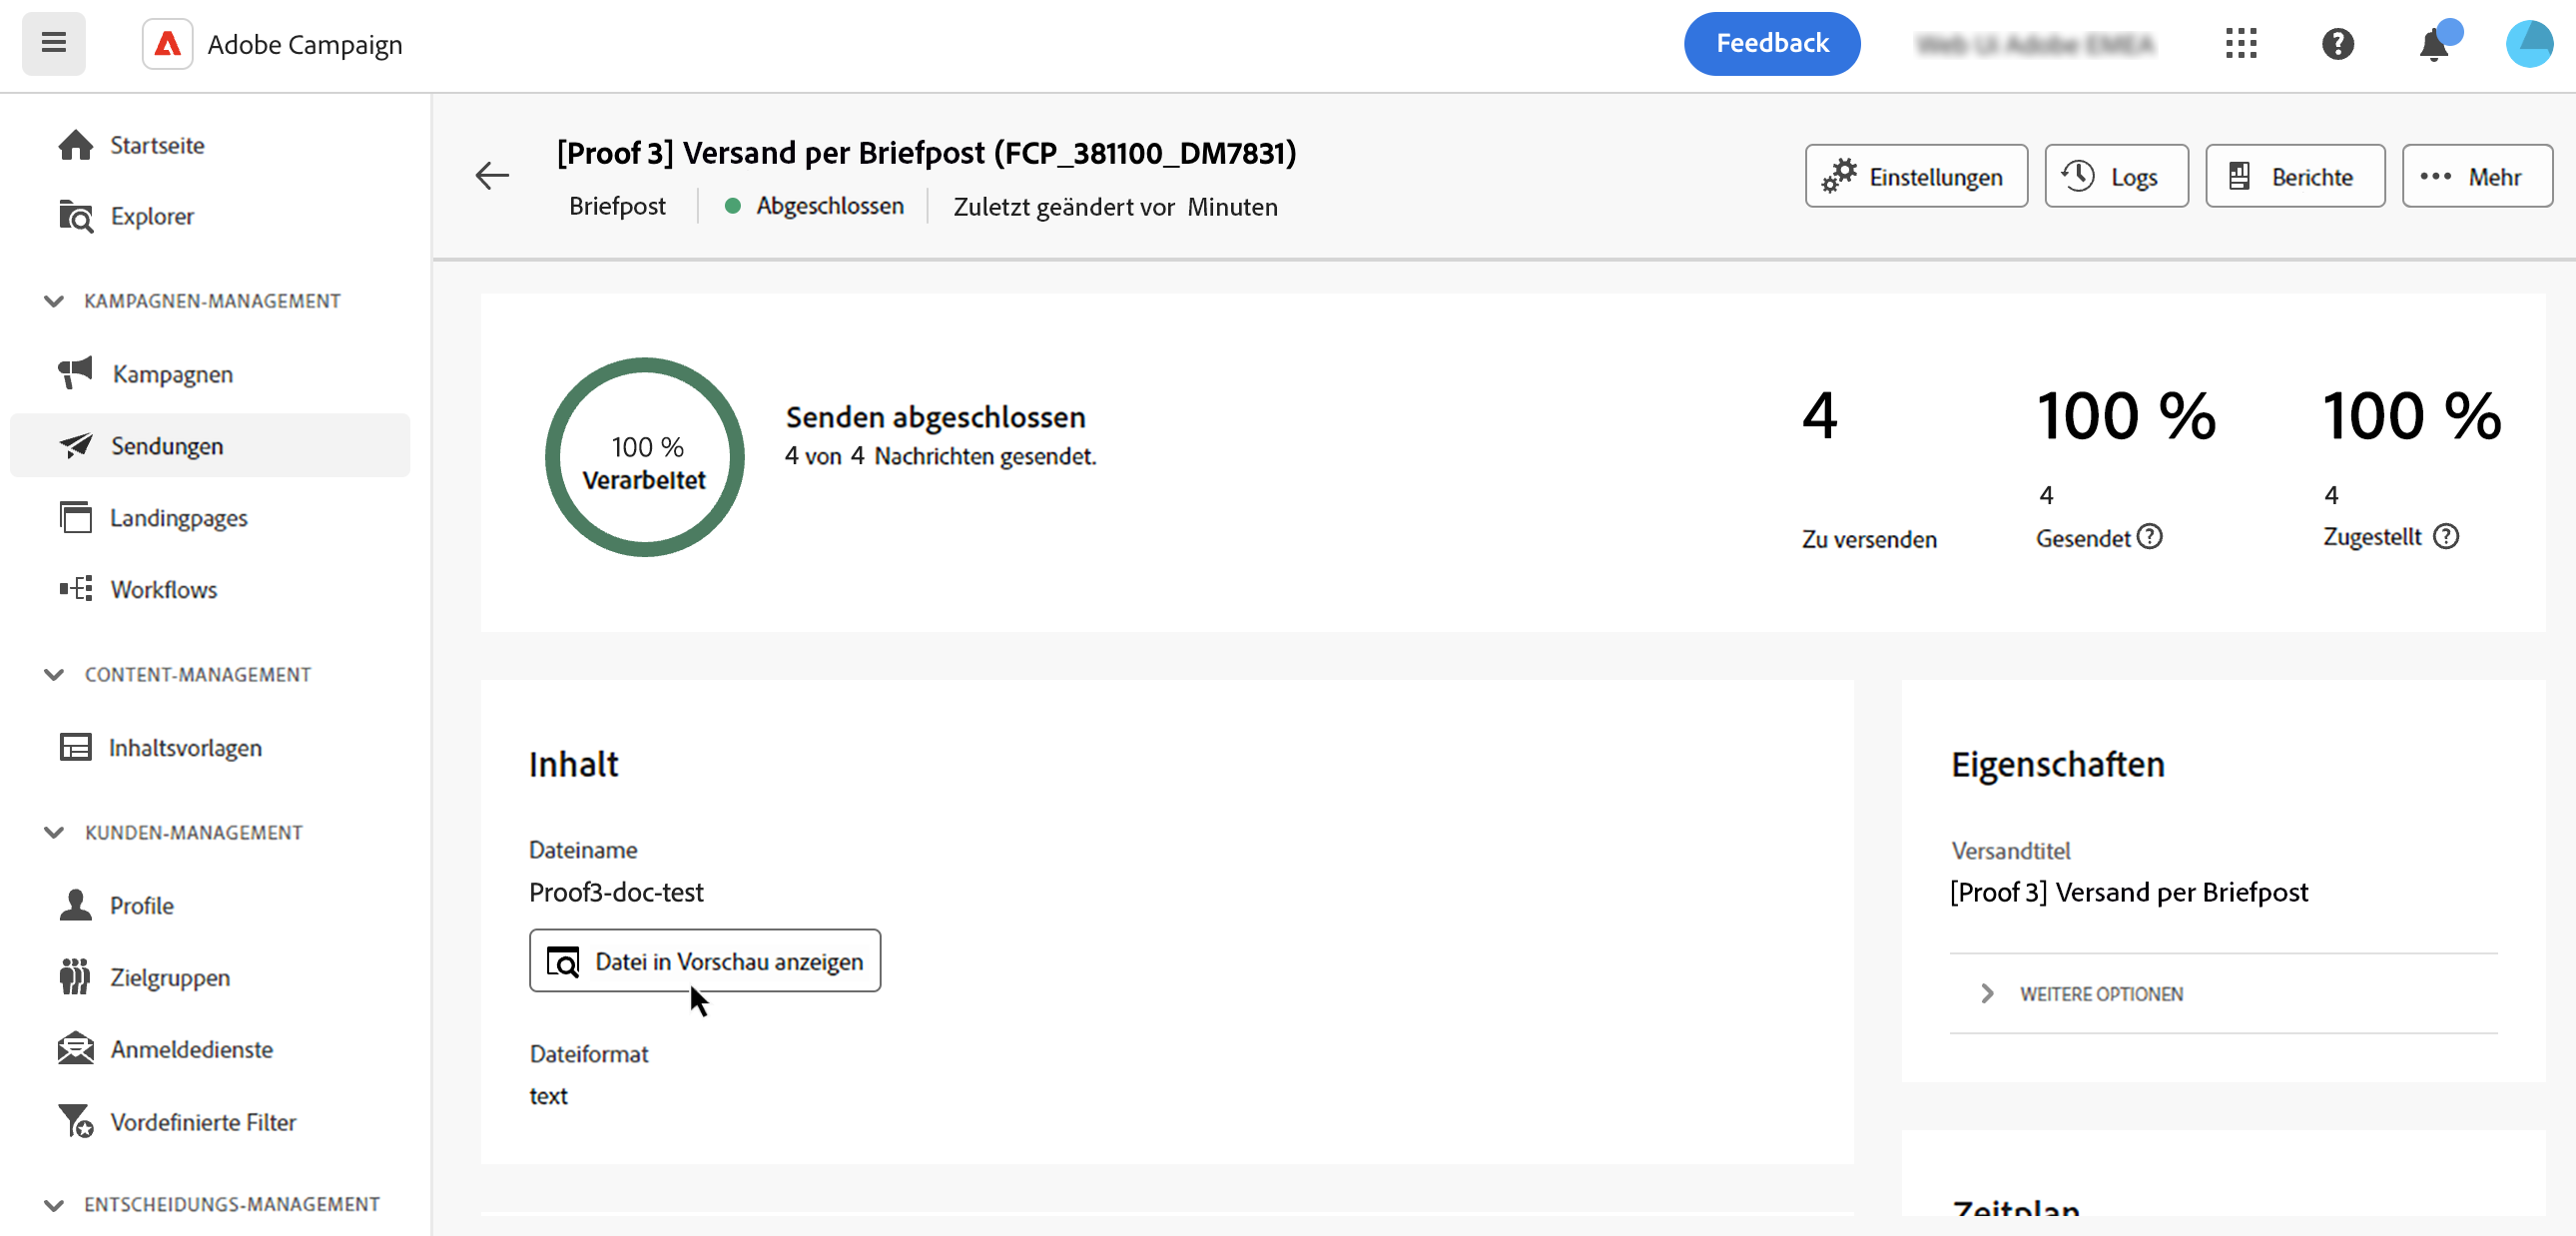 Adobe Campaign
Feedback
Startseite
Explorer
KAMPAGNEN-MANAGEMENT
Kampagnen
Sendungen
Landingpages
Workflows
CONTENT-MANAGEMENT
Inhaltsvorlagen
KUNDEN-MANAGEMENT
Profile
Zielgruppen
Anmeldedienste
Vordefinierte Filter
ENTSCHEIDUNGS-MANAGEMENT
[Proof 3] Versand per Briefpost (FCP_381100_DM7831)
Briefpost Abgeschlossen Zuletzt geändert vor Minuten
Einstellungen Logs Berichte Mehr
100 %
Verarbeitet
Senden abgeschlossen
4 von 4 Nachrichten gesendet.
4
Zu versenden
100 %
4
Gesendet
100 %
4
Zugestellt
Inhalt
Dateiname
Proof3-doc-test
Datei in Vorschau anzeigen
Dateiformat
text
Eigenschaften
Versandtitel
[Proof 3] Versand per Briefpost
WEITERE OPTIONEN
Zeitplan